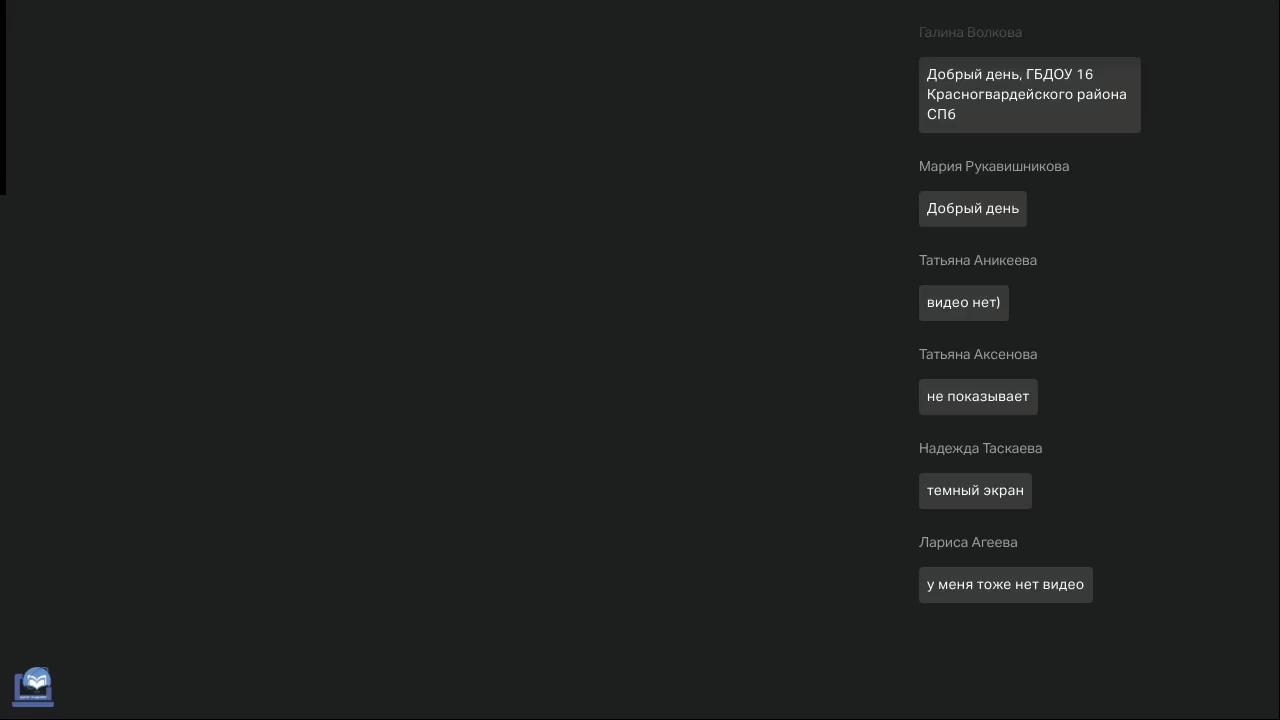 Галина Волкова
Добрый день, ГБДОУ 16
Красногвардейского района
СПб
Мария Рукавишникова
Добрый день
Татьяна Аникеева
видео нет)
Татьяна Аксенова
не показывает
Надежда Таскаева
темный экран
Лариса Агеева
у меня тоже нет видео